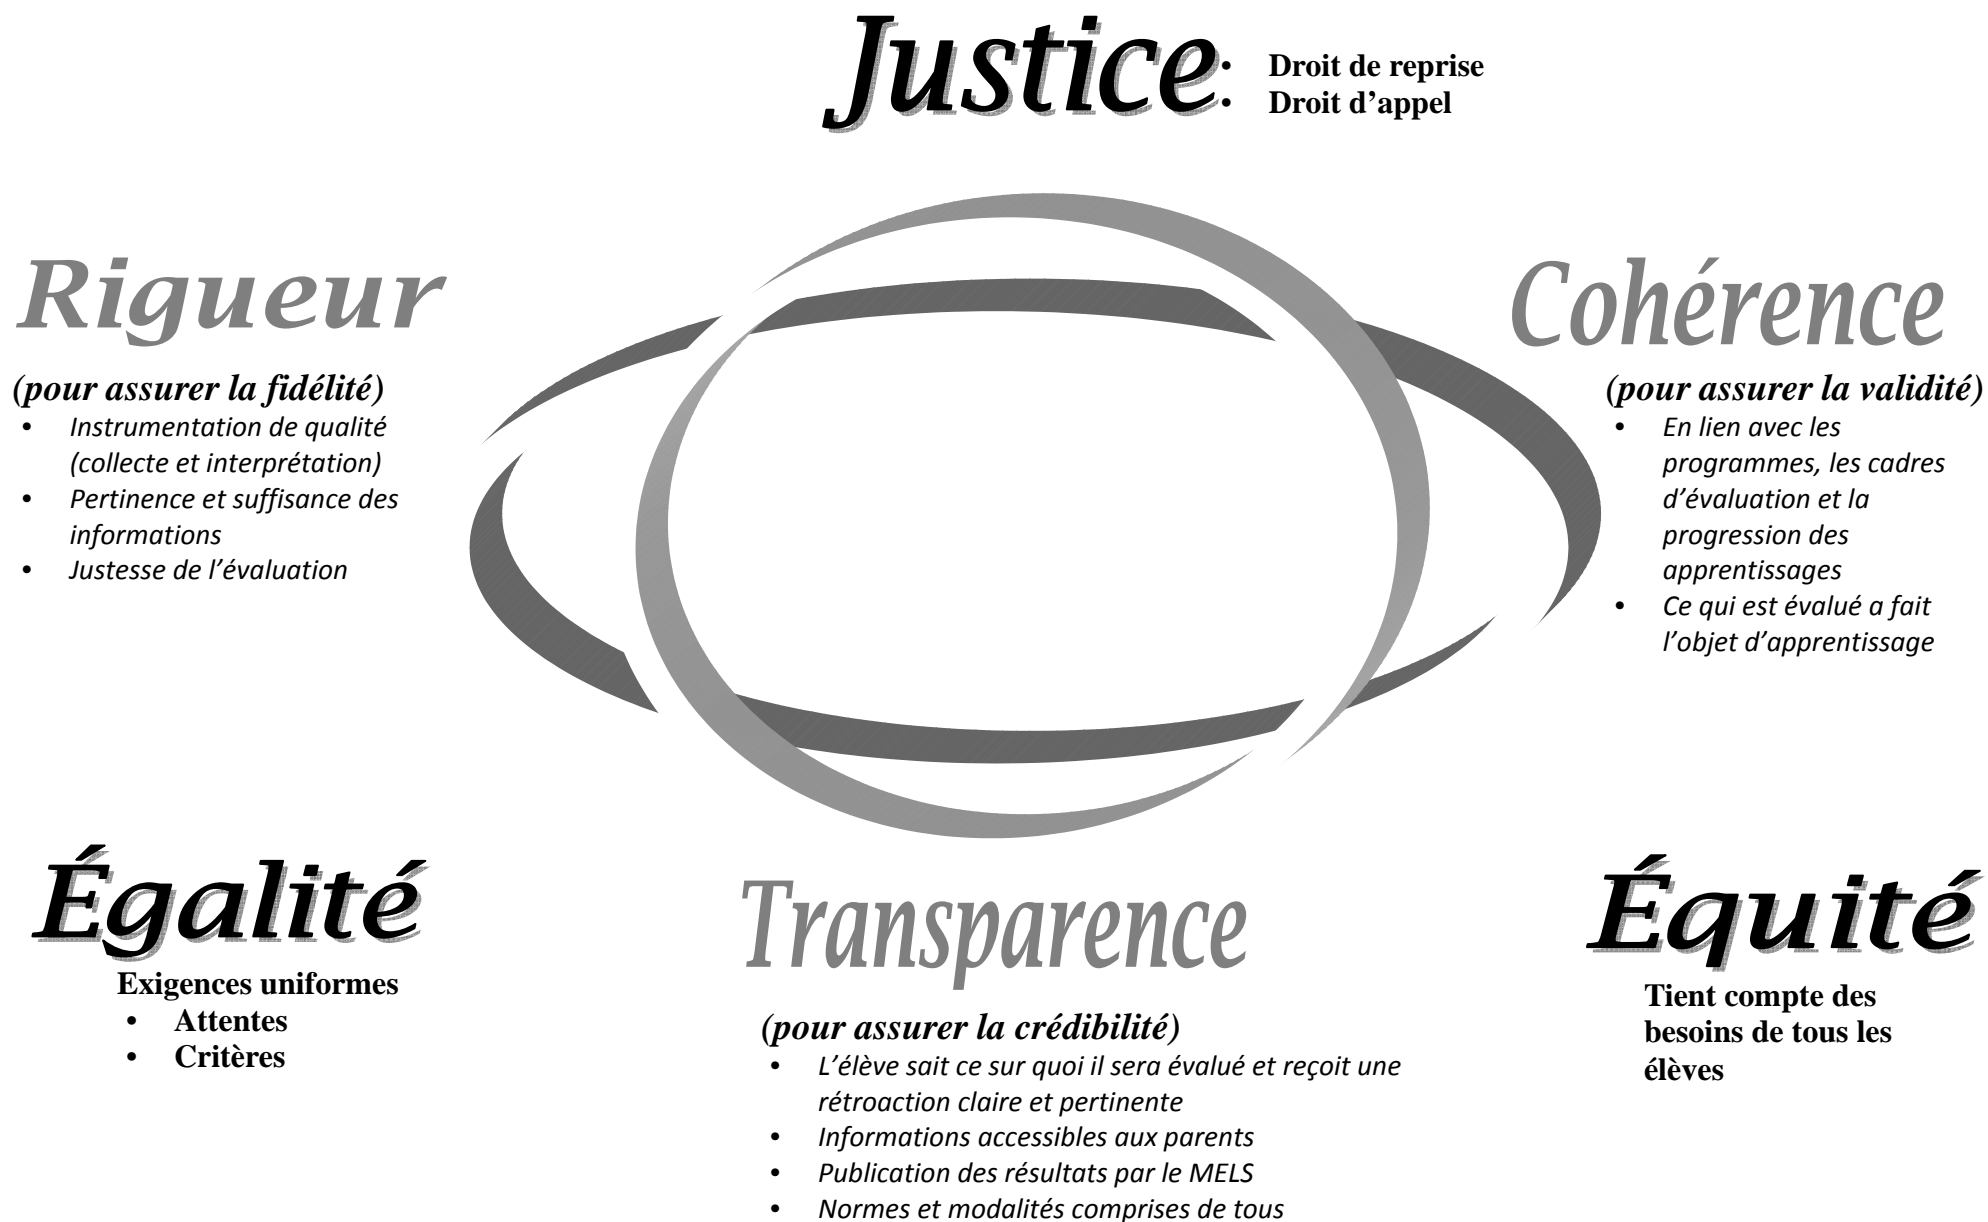 Justice
• Droit de reprise
• Droit d’appel
Rigueur
(pour assurer la fidélité)
• Instrumentation de qualité
(collecte et interprétation)
• Pertinence et suffisance des
informations
• Justesse de l’évaluation
Cohérence
(pour assurer la validité)
• En lien avec les
programmes, les cadres
d’évaluation et la
progression des
apprentissages
• Ce qui est évalué a fait
l’objet d’apprentissage
Égalité
Exigences uniformes
• Attentes
• Critères
Transparence
(pour assurer la crédibilité)
• L’élève sait ce sur quoi il sera évalué et reçoit une
rétroaction claire et pertinente
• Informations accessibles aux parents
• Publication des résultats par le MELS
• Normes et modalités comprises de tous
Équité
Tient compte des
besoins de tous les
élèves